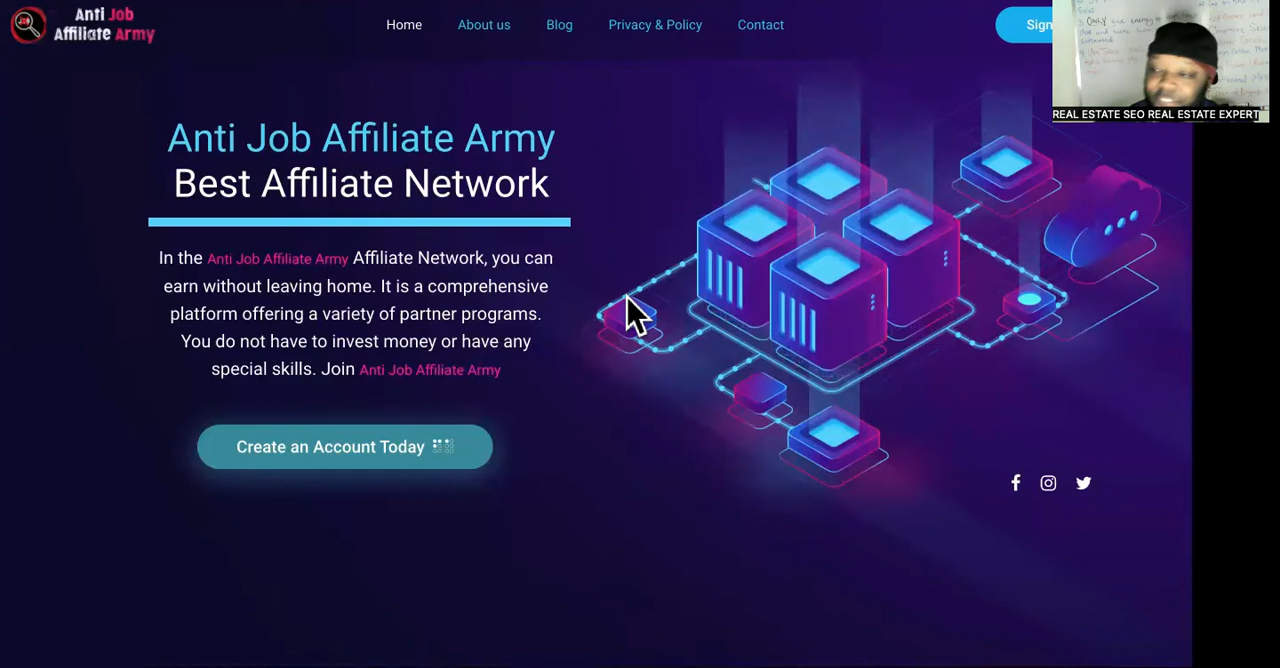 Anti Job
Affiliate Army
Home
About us
Blog
Privacy & Policy
Contact
Sign
REAL ESTATE SEO REAL ESTATE EXPERT
Anti Job Affiliate Army
Best Affiliate Network
In the Anti Job Affiliate Army Affiliate Network, you can
earn without leaving home. It is a comprehensive
platform offering a variety of partner programs.
You do not have to invest money or have any
special skills. Join Anti Job Affiliate Army
Create an Account Today